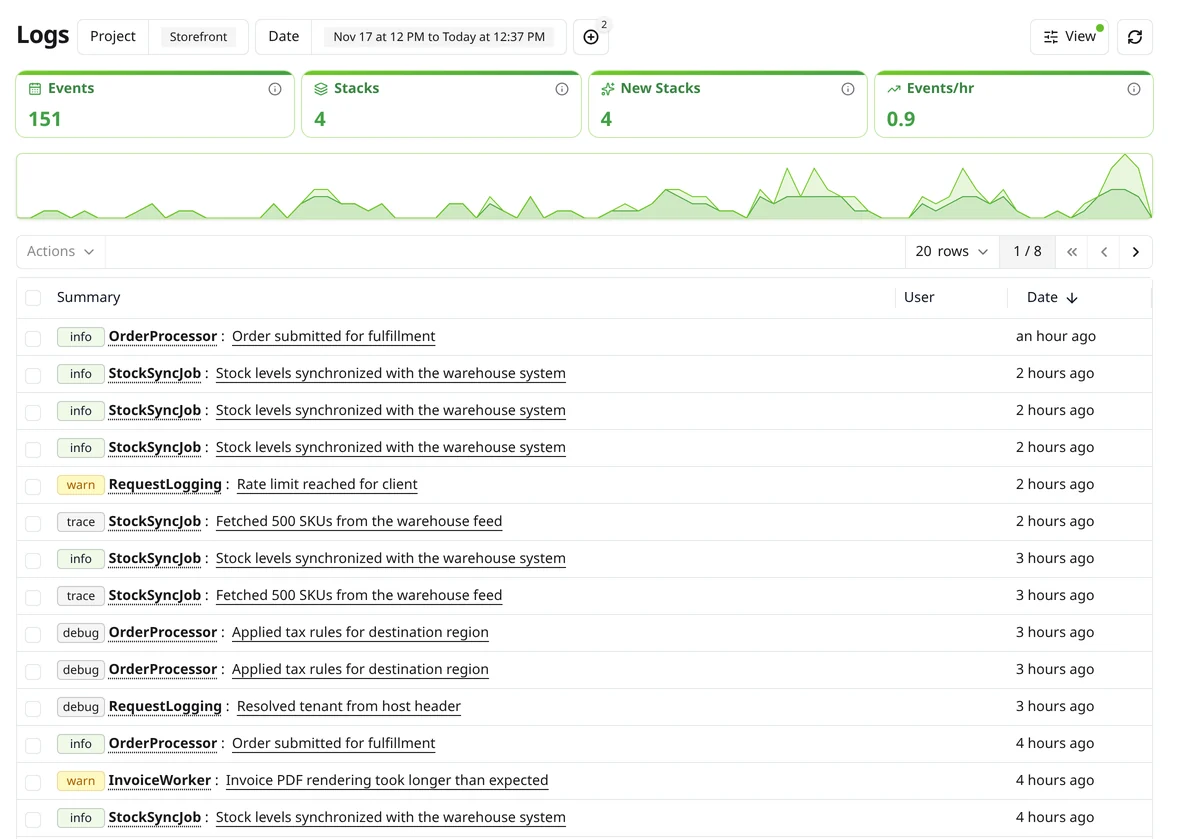 Logs Project Storefront Date Nov 17 at 12 PM to Today at 12:37 PM 2 View
Events Stacks New Stacks Events/hr
151 4 4 0.9
Actions 20 rows 1 / 8
Summary User Date
info OrderProcessor : Order submitted for fulfillment an hour ago
info StockSyncJob : Stock levels synchronized with the warehouse system 2 hours ago
info StockSyncJob : Stock levels synchronized with the warehouse system 2 hours ago
info StockSyncJob : Stock levels synchronized with the warehouse system 2 hours ago
warn RequestLogging : Rate limit reached for client 2 hours ago
trace StockSyncJob : Fetched 500 SKUs from the warehouse feed 2 hours ago
info StockSyncJob : Stock levels synchronized with the warehouse system 3 hours ago
trace StockSyncJob : Fetched 500 SKUs from the warehouse feed 3 hours ago
debug OrderProcessor : Applied tax rules for destination region 3 hours ago
debug OrderProcessor : Applied tax rules for destination region 3 hours ago
debug RequestLogging : Resolved tenant from host header 3 hours ago
info OrderProcessor : Order submitted for fulfillment 4 hours ago
warn InvoiceWorker : Invoice PDF rendering took longer than expected 4 hours ago
info StockSyncJob : Stock levels synchronized with the warehouse system 4 hours ago